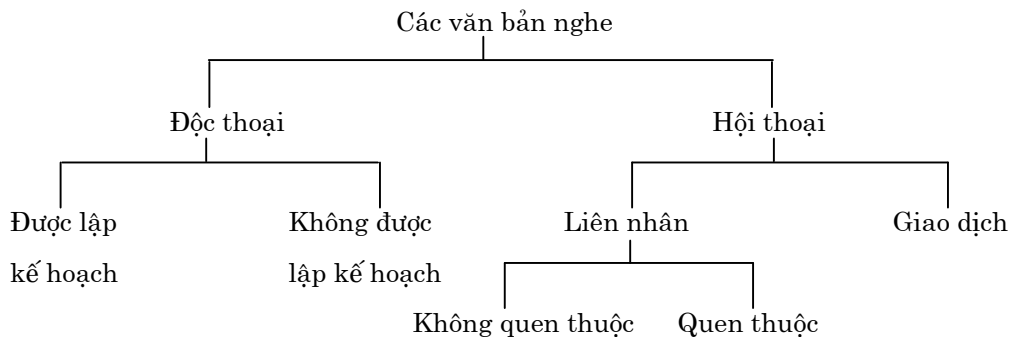 Các văn bản nghe
Độc thoại Hội thoại
Được lập Không được Liên nhân Giao dịch
kế hoạch lập kế hoạch
Không quen thuộc Quen thuộc